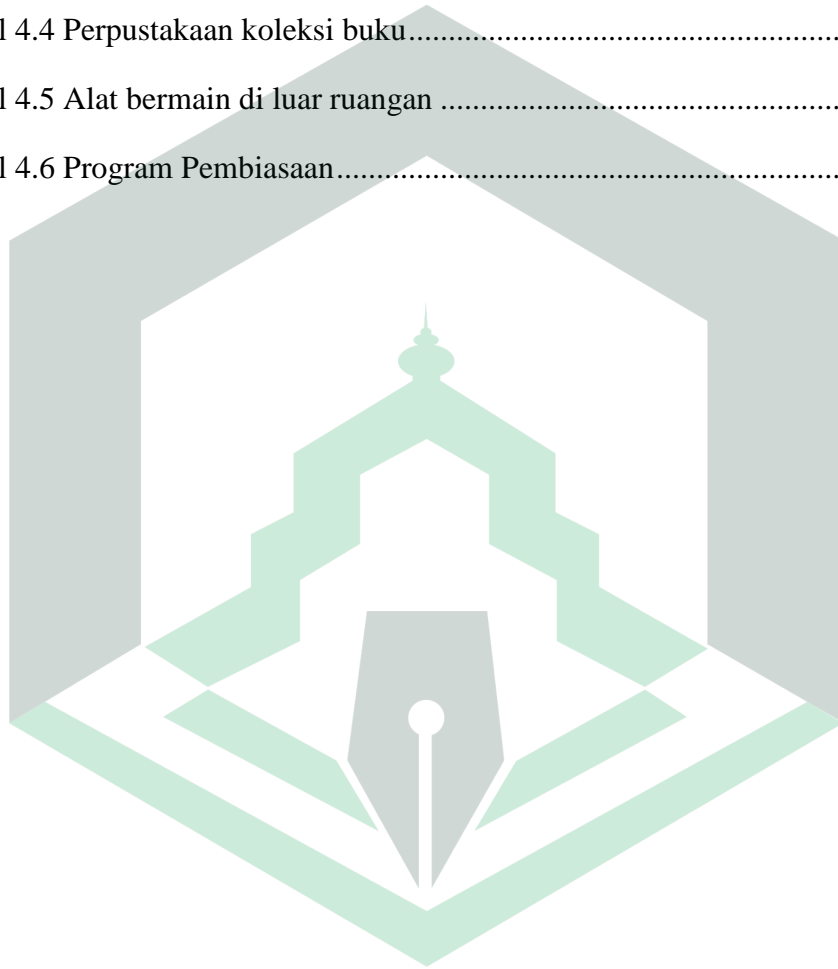 l 4.4 Perpustakaan koleksi buku........................................................
l 4.5 Alat bermain di luar ruangan ....................................................
l 4.6 Program Pembiasaan..................................................................